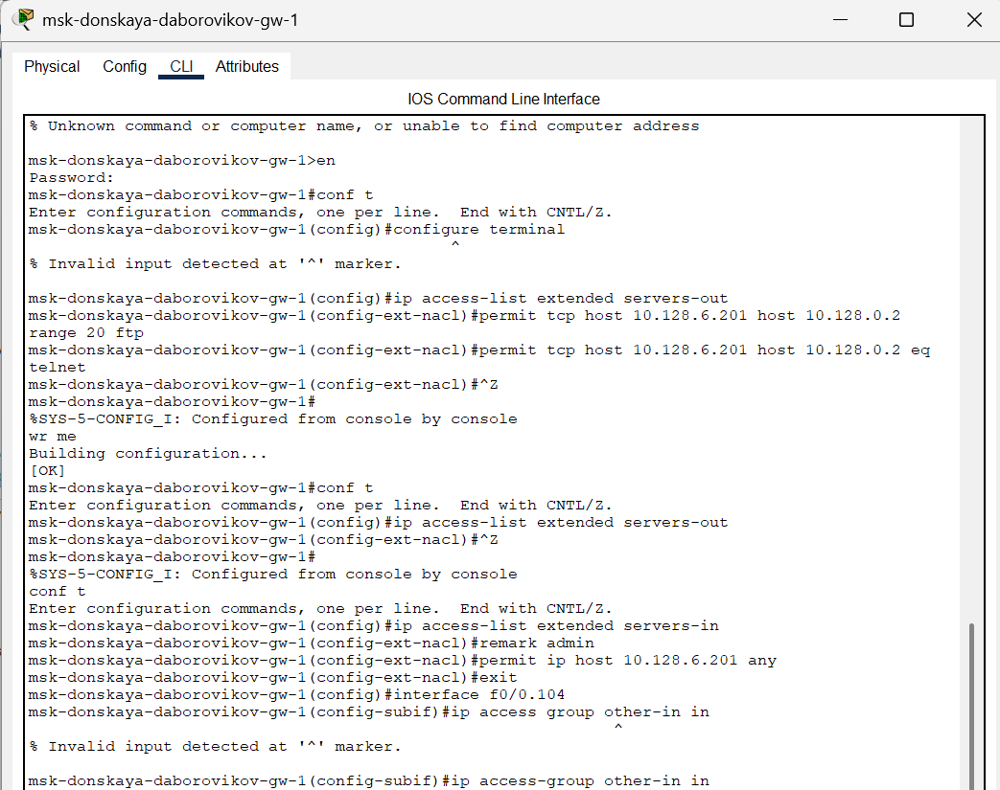 msk-donskaya-daborovikov-gw-1
Physical Config CLI Attributes
IOS Command Line Interface
% Unknown command or computer name, or unable to find computer address
msk-donskaya-daborovikov-gw-1>en
Password:
msk-donskaya-daborovikov-gw-1#conf t
Enter configuration commands, one per line.  End with CNTL/Z.
msk-donskaya-daborovikov-gw-1(config)#configure terminal
^
% Invalid input detected at '^' marker.
msk-donskaya-daborovikov-gw-1(config)#ip access-list extended servers-out
msk-donskaya-daborovikov-gw-1(config-ext-nacl)#permit tcp host 10.128.6.201 host 10.128.0.2
range 20 ftp
msk-donskaya-daborovikov-gw-1(config-ext-nacl)#permit tcp host 10.128.6.201 host 10.128.0.2 eq
telnet
msk-donskaya-daborovikov-gw-1(config-ext-nacl)#^Z
msk-donskaya-daborovikov-gw-1#
%SYS-5-CONFIG_I: Configured from console by console
wr me
Building configuration...
[OK]
msk-donskaya-daborovikov-gw-1#conf t
Enter configuration commands, one per line.  End with CNTL/Z.
msk-donskaya-daborovikov-gw-1(config)#ip access-list extended servers-out
msk-donskaya-daborovikov-gw-1(config-ext-nacl)#^Z
msk-donskaya-daborovikov-gw-1#
%SYS-5-CONFIG_I: Configured from console by console
conf t
Enter configuration commands, one per line.  End with CNTL/Z.
msk-donskaya-daborovikov-gw-1(config)#ip access-list extended servers-in
msk-donskaya-daborovikov-gw-1(config-ext-nacl)#remark admin
msk-donskaya-daborovikov-gw-1(config-ext-nacl)#permit ip host 10.128.6.201 any
msk-donskaya-daborovikov-gw-1(config-ext-nacl)#exit
msk-donskaya-daborovikov-gw-1(config)#interface f0/0.104
msk-donskaya-daborovikov-gw-1(config-subif)#ip access group other-in in
^
% Invalid input detected at '^' marker.
msk-donskaya-daborovikov-gw-1(config-subif)#ip access-group other-in in